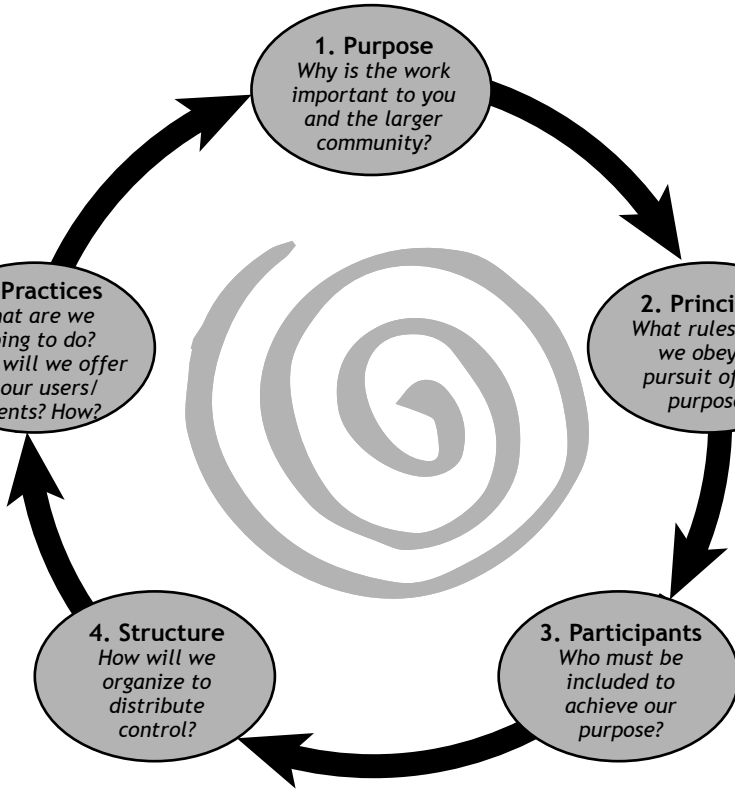 1. Purpose
Why is the work
important to you
and the larger
community?
2. Princi
What rules
we obey
pursuit of
purpos
3. Participants
Who must be
included to
achieve our
purpose?
4. Structure
How will we
organize to
distribute
control?
Practices
at are we
ing to do?
will we offer
our users/
ents? How?